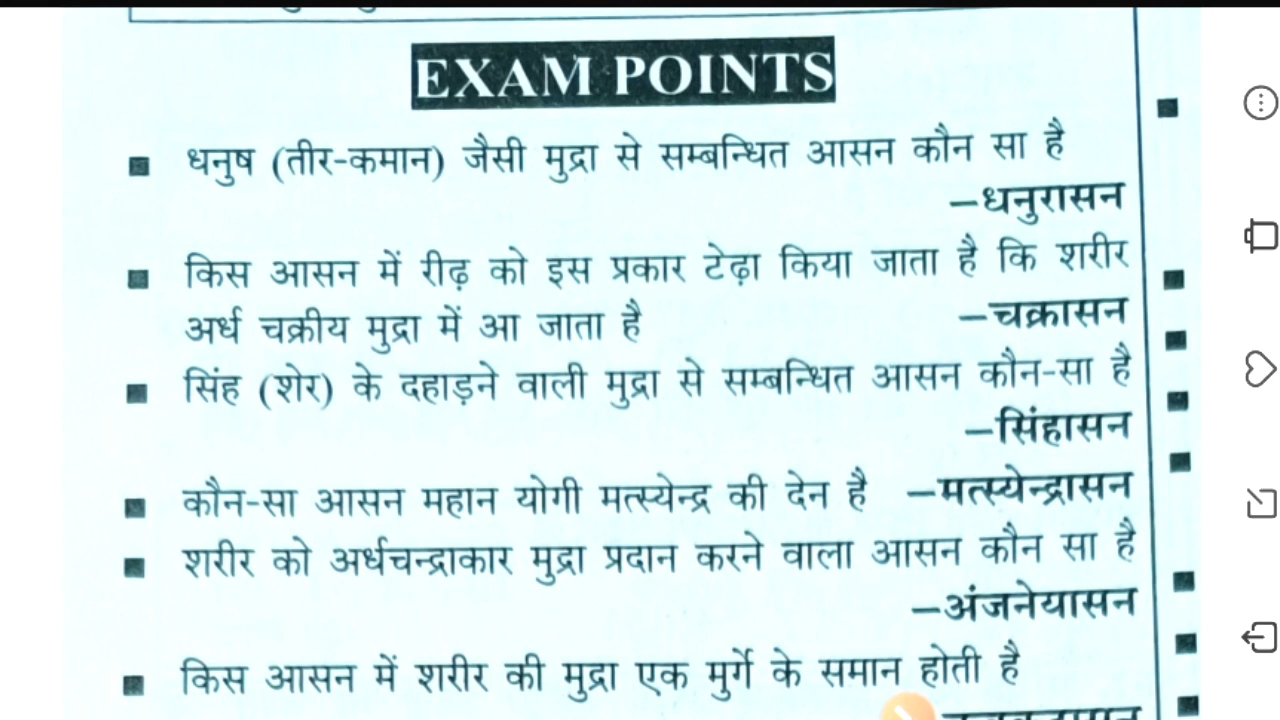 EXAM POINTS
धनुष (तीर-कमान) जैसी मुद्रा से सम्बन्धित आसन कौन सा है
–धनुरासन
किस आसन में रीढ़ को इस प्रकार टेढ़ा किया जाता है कि शरीर
अर्ध चक्रीय मुद्रा में आ जाता है –चक्रासन
सिंह (शेर) के दहाड़ने वाली मुद्रा से सम्बन्धित आसन कौन-सा है
–सिंहासन
कौन-सा आसन महान योगी मत्स्येन्द्र की देन है –मत्स्येन्द्रासन
शरीर को अर्धचन्द्राकार मुद्रा प्रदान करने वाला आसन कौन सा है
–अंजनेयासन
किस आसन में शरीर की मुद्रा एक मुर्गे के समान होती है